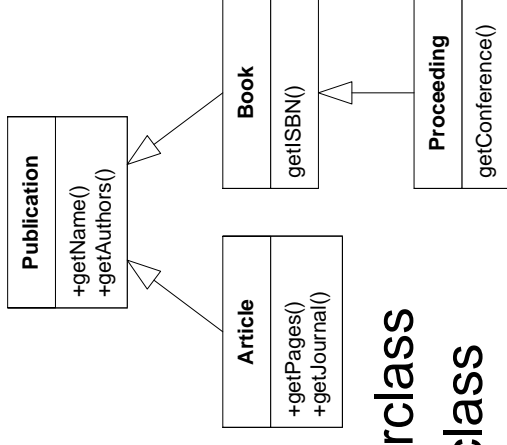 Publication
+getName()
+getAuthors()
Article
+getPages()
+getJournal()
Book
getISBN()
Proceeding
getConference()
rclass
class